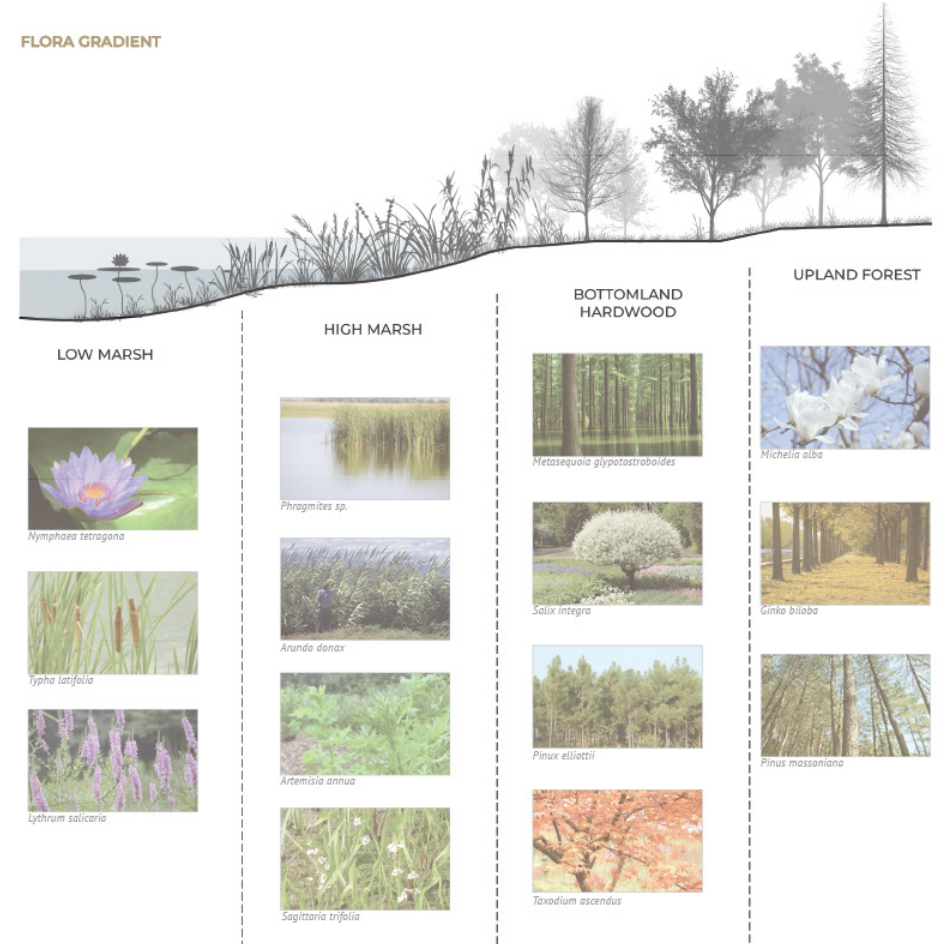 FLORA GRADIENT
LOW MARSH
Nymphaea tetragona
Typha latifolia
Lythrum salicaria
HIGH MARSH
Phragmites sp.
Arundo donax
Artemisia annua
Sagittaria trifolia
BOTTOMLAND
HARDWOOD
Metasequoia glypotostroboides
Salix integra
Pinux elliottii
Taxodium ascendus
UPLAND FOREST
Michelia alba
Ginko biloba
Pinus massoniana